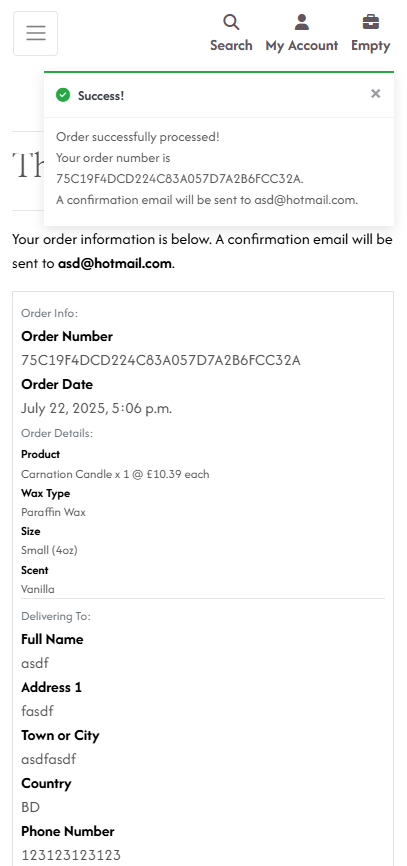 Search My Account Empty
Success! ×
Order successfully processed!
Your order number is
75C19F4DCD224C83A057D7A2B6FCC32A.
A confirmation email will be sent to asd@hotmail.com.
Your order information is below. A confirmation email will be
sent to asd@hotmail.com.
Order Info:
Order Number
75C19F4DCD224C83A057D7A2B6FCC32A
Order Date
July 22, 2025, 5:06 p.m.
Order Details:
Product
Carnation Candle x 1 @ £10.39 each
Wax Type
Paraffin Wax
Size
Small (4oz)
Scent
Vanilla
Delivering To:
Full Name
asdf
Address 1
fasdf
Town or City
asdfasdf
Country
BD
Phone Number
123123123123